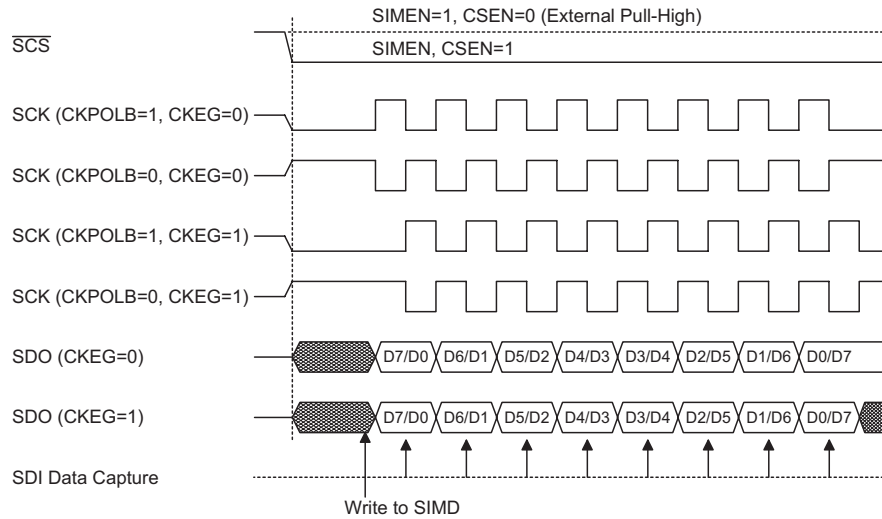 SIMEN=1, CSEN=0 (External Pull-High)
SCS
SIMEN, CSEN=1
SCK (CKPOLB=1, CKEG=0)
SCK (CKPOLB=0, CKEG=0)
SCK (CKPOLB=1, CKEG=1)
SCK (CKPOLB=0, CKEG=1)
SDO (CKEG=0) D7/D0 D6/D1 D5/D2 D4/D3 D3/D4 D2/D5 D1/D6 D0/D7
SDO (CKEG=1) D7/D0 D6/D1 D5/D2 D4/D3 D3/D4 D2/D5 D1/D6 D0/D7
SDI Data Capture
Write to SIMD